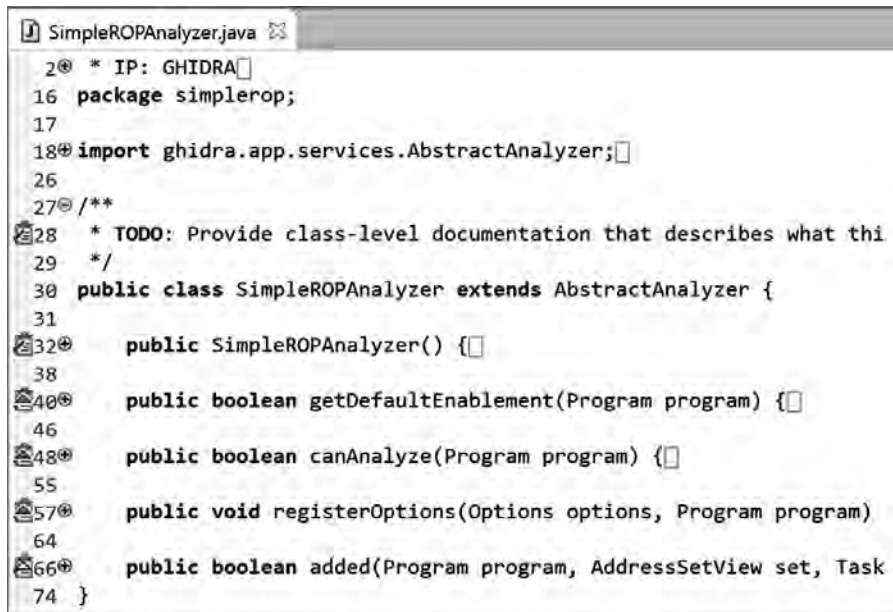 SimpleROPAnalyzer.java
2 * IP: GHIDRA
16 package simplerop;
17
18 import ghidra.app.services.AbstractAnalyzer;
26
27 /**
28 * TODO: Provide class-level documentation that describes what thi
29 */
30 public class SimpleROPAnalyzer extends AbstractAnalyzer {
31
32 public SimpleROPAnalyzer() {
38
40 public boolean getDefaultEnablement(Program program) {
46
48 public boolean canAnalyze(Program program) {
55
57 public void registerOptions(Options options, Program program)
64
66 public boolean added(Program program, AddressSetView set, Task
74 }